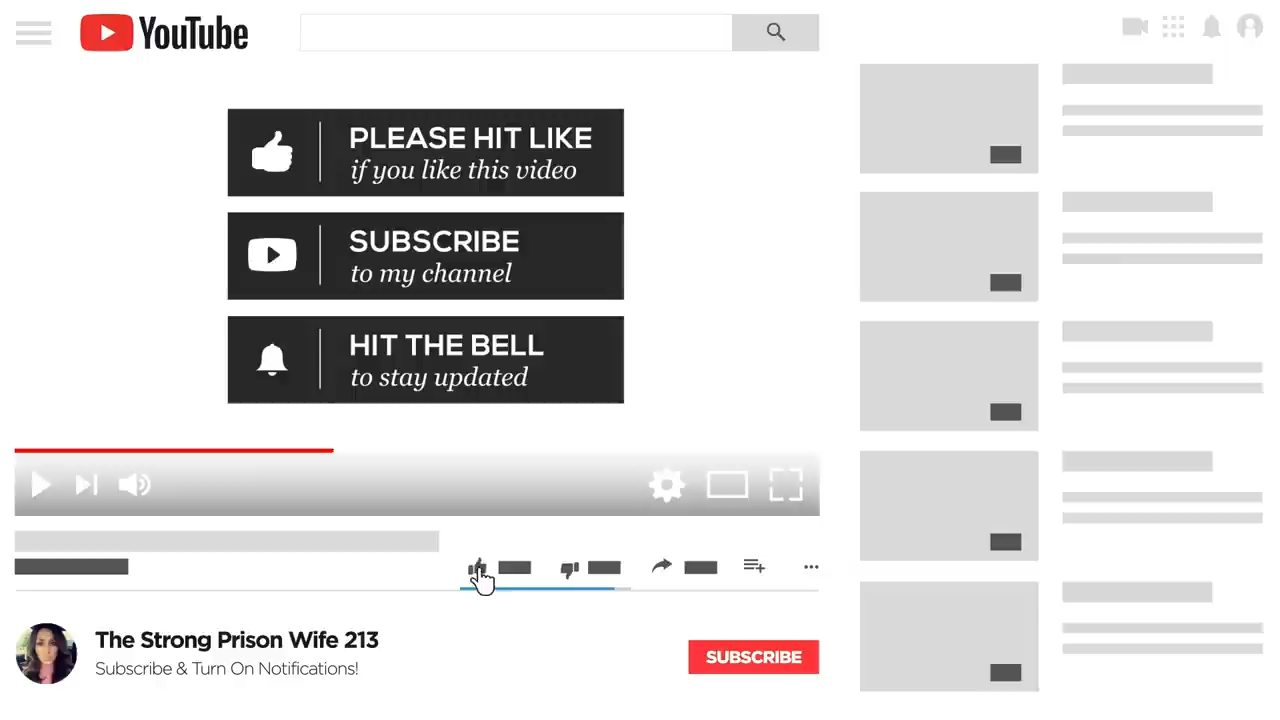 YouTube
PLEASE HIT LIKE
if you like this video
SUBSCRIBE
to my channel
HIT THE BELL
to stay updated
The Strong Prison Wife 213
Subscribe & Turn On Notifications!
SUBSCRIBE